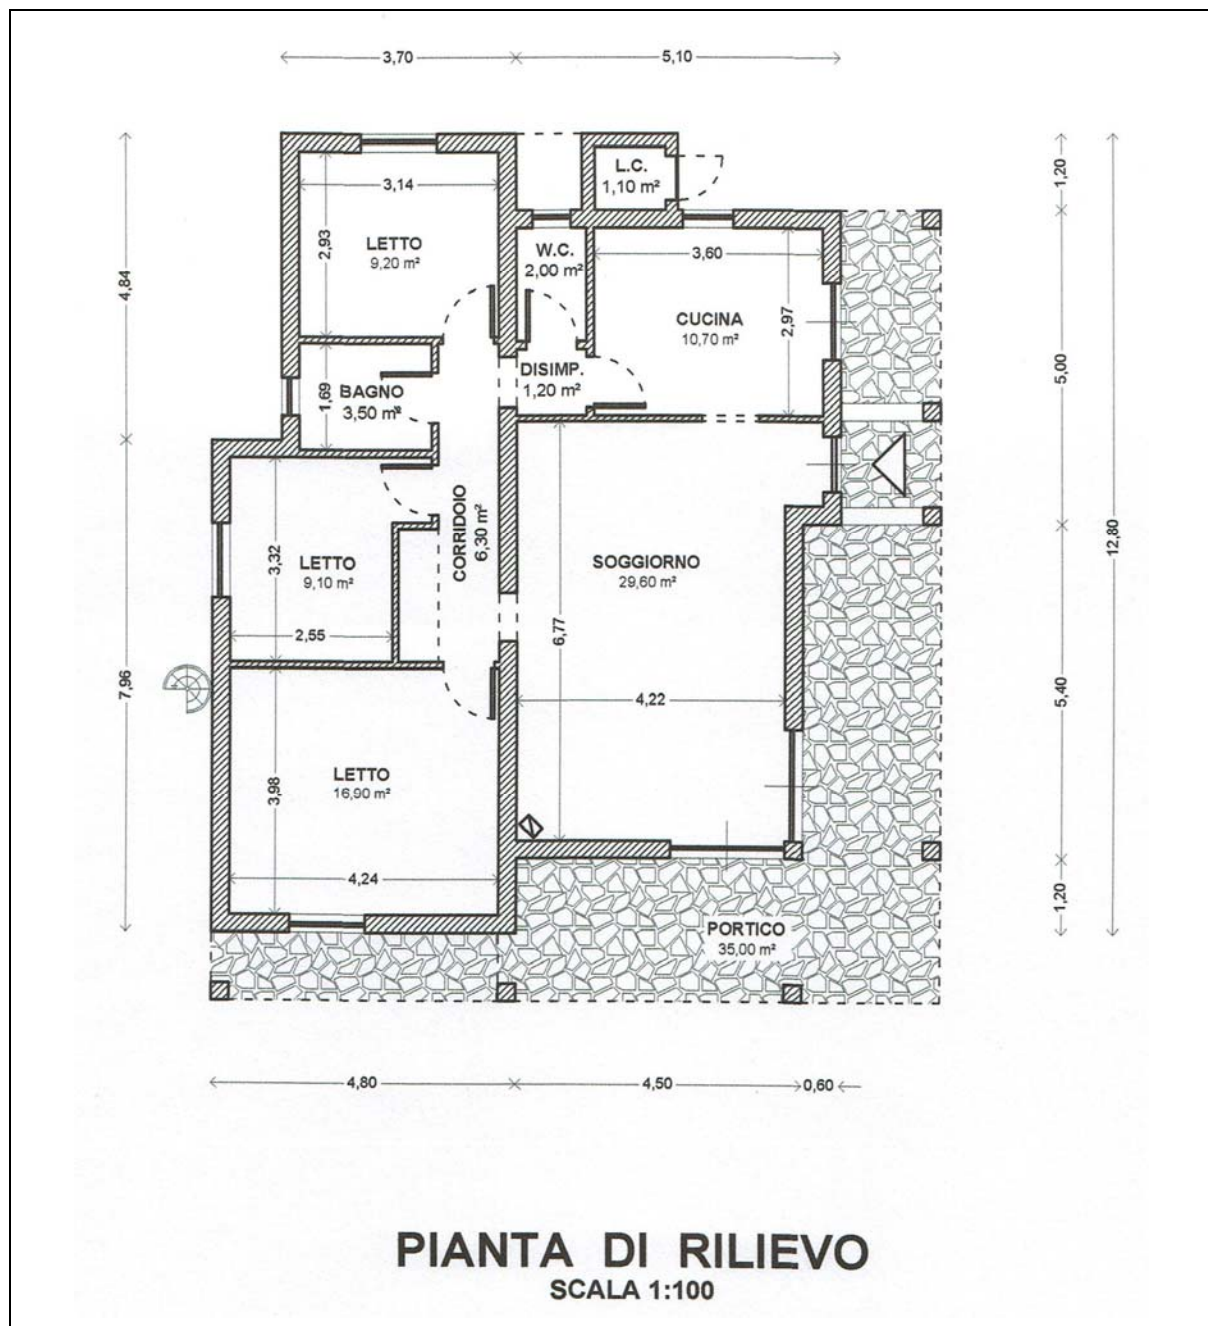 3,70
5,10
L.C.
1,10 m²
1,20
3,14
LETTO
9,20 m²
2,93
W.C.
2,00 m²
3,60
CUCINA
10,70 m²
2,97
4,84
DISIMP.
1,20 m²
BAGNO
3,50 m²
1,69
5,00
CORRIDOIO
6,30 m²
LETTO
9,10 m²
3,32
2,55
SOGGIORNO
29,60 m²
6,77
4,22
12,80
7,96
5,40
LETTO
16,90 m²
3,98
4,24
PORTICO
35,00 m²
1,20
4,80
4,50
0,60
PIANTA DI RILIEVO
SCALA 1:100